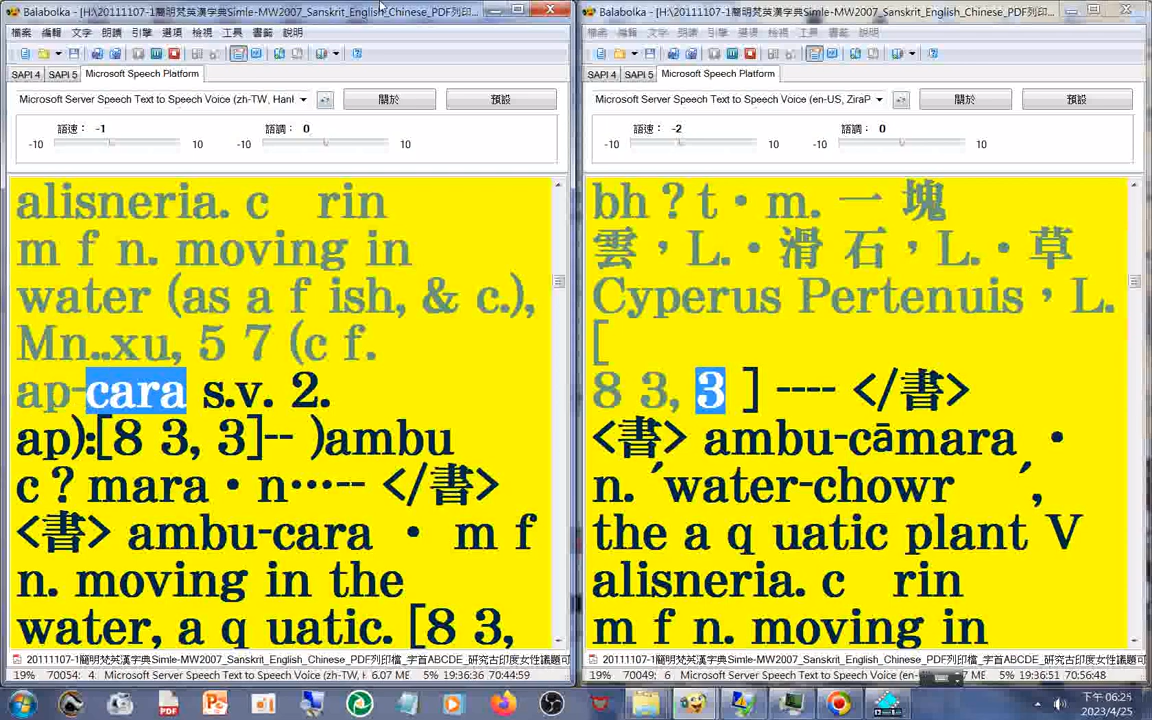 Balabolka - [H:\20111107-1簡明梵英漢字典Simle-MW2007_Sanskrit_English_Chinese_PDF列印...
檔案 編輯 文字 朗讀 引擎 選項 檢視 工具 書籤 說明
SAPI 4 SAPI 5 Microsoft Speech Platform
Microsoft Server Speech Text to Speech Voice (zh-TW, Hanl
關於 預設
語速： -1 語調： 0
-10 10 -10 10
alisneria. c rin
m f n. moving in
water (as a f ish, & c.),
Mn..xu, 5 7 (c f.
ap-cara s.v. 2.
ap):[8 3, 3]-- )ambu
c？mara・n…-- </書>
<書> ambu-cara ・ m f
n. moving in the
water, a q uatic. [8 3,
20111107-1簡明梵英漢字典Simle-MW2007_Sanskrit_English_Chinese_PDF列印檔_字首ABCDE_研究古印度女性議題可
19% 70054: 4 Microsoft Server Speech Text to Speech Voice (zh-TW, H 6.07 ME 5% 19:36:36 70:44:59
Balabolka - [H:\20111107-1簡明梵英漢字典Simle-MW2007_Sanskrit_English_Chinese_PDF列印...
檔案 編輯 文字 朗讀 引擎 選項 檢視 工具 書籤 說明
SAPI 4 SAPI 5 Microsoft Speech Platform
Microsoft Server Speech Text to Speech Voice (en-US, ZiraP
關於 預設
語速： -2 語調： 0
-10 10 -10 10
bh？t・m. 一 塊
雲，L.・滑 石，L.・草
Cyperus Pertenuis，L.
[
8 3, 3 ] ---- </書>
<書> ambu-cāmara ・
n. ′water-chowr ′,
the a q uatic plant V
alisneria. c rin
m f n. moving in
20111107-1簡明梵英漢字典Simle-MW2007_Sanskrit_English_Chinese_PDF列印檔_字首ABCDE_研究古印度女性議題可
19% 70049: 6 Microsoft Server Speech Text to Speech Voice (en-U 5% 19:36:51 70:56:48
下午 06:25
2023/4/25